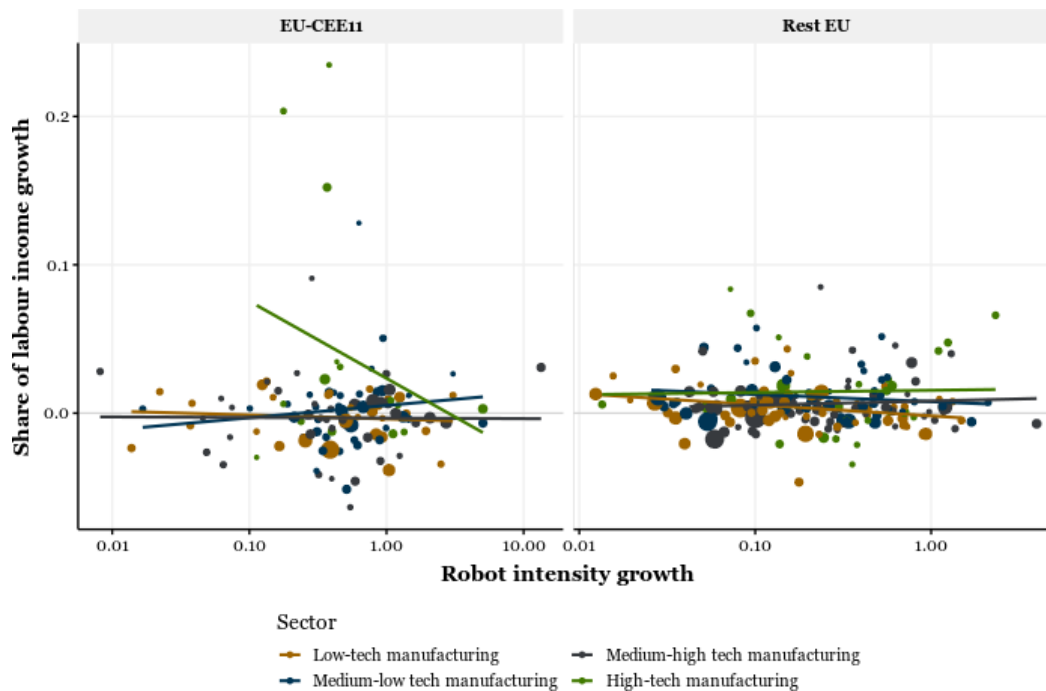 EU-CEE11
Rest EU
Share of labour income growth
0.2
0.1
0.0
0.01
0.10
1.00
10.00
0.01
0.10
1.00
Robot intensity growth
Sector
Low-tech manufacturing
Medium-high tech manufacturing
Medium-low tech manufacturing
High-tech manufacturing